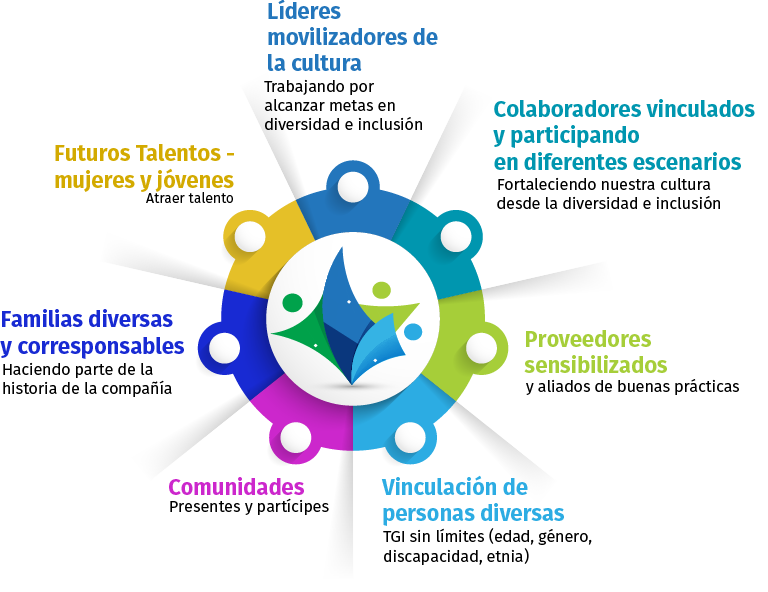 Líderes
movilizadores de
la cultura
Trabajando por
alcanzar metas en
diversidad e inclusión
Colaboradores vinculados
y participando
en diferentes escenarios
Fortaleciendo nuestra cultura
desde la diversidad e inclusión
Futuros Talentos -
mujeres y jóvenes
Atraer talento
Familias diversas
y corresponsables
Haciendo parte de la
historia de la compañía
Proveedores
sensibilizados
y aliados de buenas prácticas
Comunidades
Presentes y partícipes
Vinculación de
personas diversas
TGI sin límites (edad, género,
discapacidad, etnia)